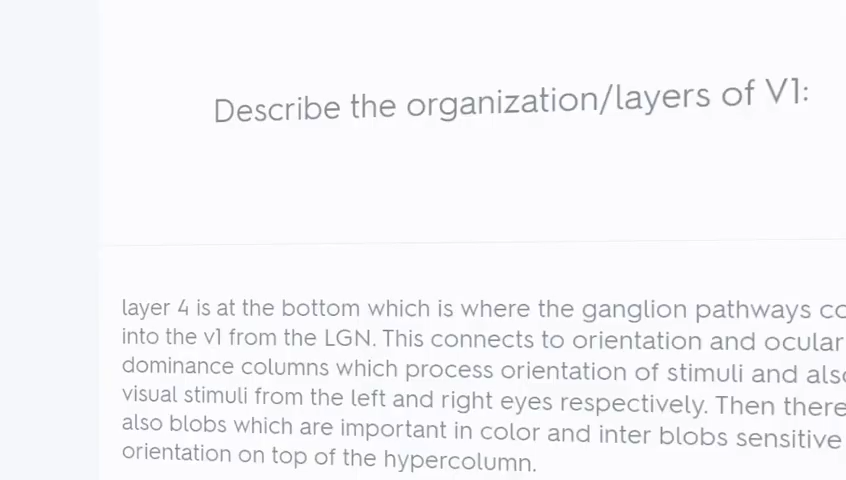 Describe the organization/layers of V1:
layer 4 is at the bottom which is where the ganglion pathways
into the v1 from the LGN. This connects to orientation and ocular
dominance columns which process orientation of stimuli and
visual stimuli from the left and right eyes respectively. Then there
also blobs which are important in color and inter blobs sensitive
orientation on top of the hypercolumn.